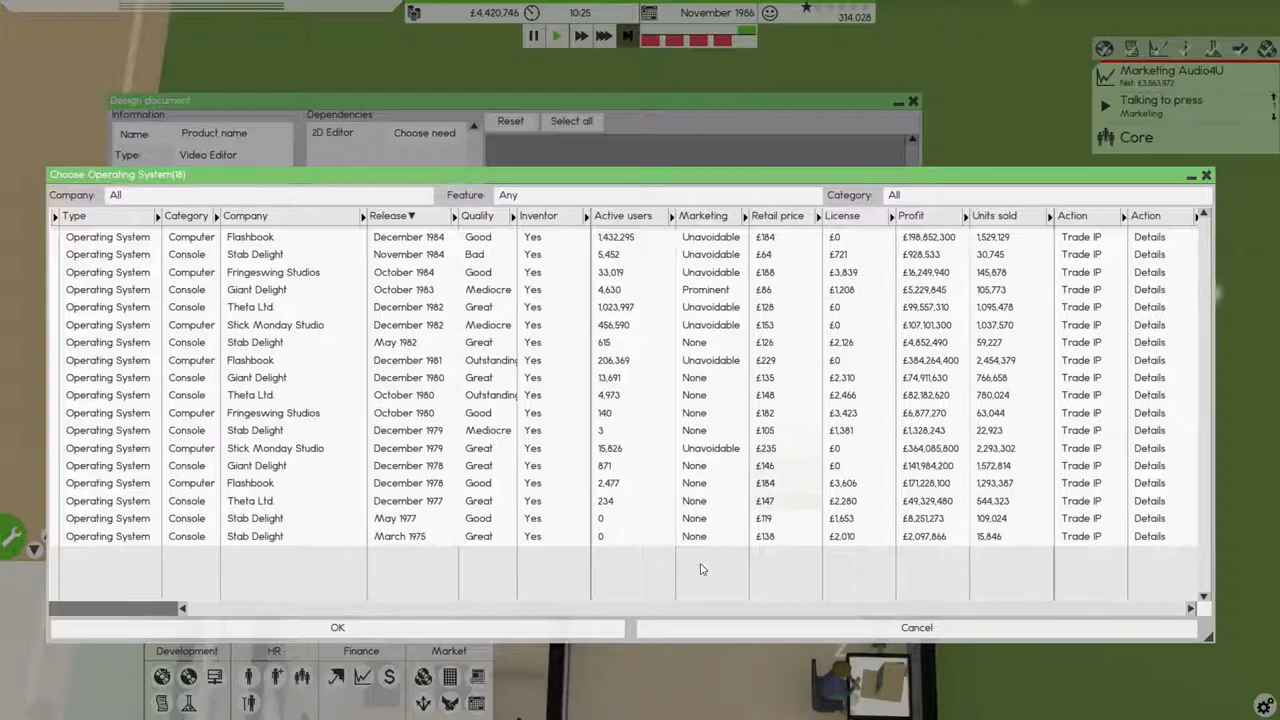 £4,420,746 10:25 November 1986 314.028
Marketing Audio4U
Net: £3,563,972
Talking to press
Marketing
Core
Design document
Information Dependencies
Reset Select all
Name: Product name 2D Editor Choose need
Type: Video Editor
Choose Operating System(18)
Company: All Feature: Any Category: All
Type Category Company Release▼ Quality Inventor Active users Marketing Retail price License Profit Units sold Action Action
Operating System Computer Flashbook December 1984 Good Yes 1,432,295 Unavoidable £184 £0 £198,852,300 1,529,129 Trade IP Details
Operating System Console Stab Delight November 1984 Bad Yes 5,452 Unavoidable £64 £721 £928,533 30,745 Trade IP Details
Operating System Computer Fringeswing Studios October 1984 Good Yes 33,019 Unavoidable £188 £3,839 £16,249,940 145,878 Trade IP Details
Operating System Console Giant Delight October 1983 Mediocre Yes 4,630 Prominent £86 £1,208 £5,229,845 105,773 Trade IP Details
Operating System Console Theta Ltd. December 1982 Great Yes 1,023,997 Unavoidable £128 £0 £99,557,310 1,095,478 Trade IP Details
Operating System Computer Stick Monday Studio December 1982 Mediocre Yes 456,590 Unavoidable £153 £0 £107,101,300 1,037,570 Trade IP Details
Operating System Console Stab Delight May 1982 Great Yes 615 None £126 £2,126 £4,852,490 59,227 Trade IP Details
Operating System Computer Flashbook December 1981 Outstanding Yes 206,369 Unavoidable £229 £0 £384,264,400 2,454,379 Trade IP Details
Operating System Console Giant Delight December 1980 Great Yes 13,691 None £135 £2,310 £74,911,630 766,658 Trade IP Details
Operating System Console Theta Ltd. October 1980 Outstanding Yes 4,973 None £148 £2,466 £82,182,620 780,024 Trade IP Details
Operating System Computer Fringeswing Studios October 1980 Good Yes 140 None £182 £3,423 £6,877,270 63,044 Trade IP Details
Operating System Console Stab Delight December 1979 Mediocre Yes 3 None £105 £1,381 £1,328,243 22,923 Trade IP Details
Operating System Computer Stick Monday Studio December 1979 Great Yes 15,826 Unavoidable £235 £0 £364,085,800 2,293,302 Trade IP Details
Operating System Console Giant Delight December 1978 Great Yes 871 None £146 £0 £141,984,200 1,572,814 Trade IP Details
Operating System Computer Flashbook December 1978 Good Yes 2,477 None £184 £3,606 £171,228,100 1,293,387 Trade IP Details
Operating System Console Theta Ltd. December 1977 Great Yes 234 None £147 £2,280 £49,329,480 544,323 Trade IP Details
Operating System Console Stab Delight May 1977 Good Yes 0 None £119 £1,653 £8,251,273 109,024 Trade IP Details
Operating System Console Stab Delight March 1975 Great Yes 0 None £138 £2,010 £2,097,866 15,846 Trade IP Details
OK Cancel
Development HR Finance Market